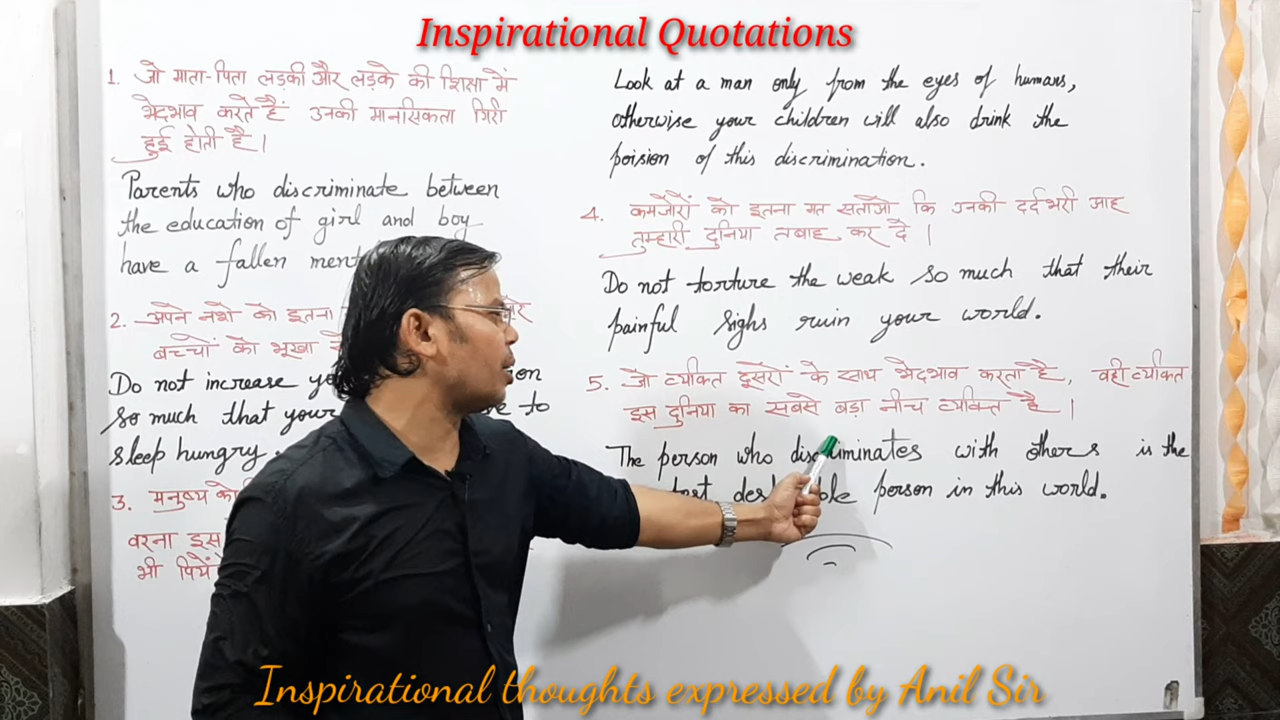 Inspirational Quotations
1. जो माता-पिता लड़की और लड़के की शिक्षा में
भेदभाव करते हैं उनकी मानसिकता गिरी
हुई होती है।
Parents who discriminate between
the education of girl and boy
have a fallen
2. अपने नशे को इतना
बच्चों को भूखा
Do not increase
so much that your to
sleep hungry.
3. मनुष्य को
वरना इस
भी पियेंगे
Look at a man only from the eyes of humans,
otherwise your children will also drink the
poision of this discrimination.
4. कमजोरों को इतना मत सताओ कि उनकी दर्दभरी आह
तुम्हारी दुनिया तबाह कर दे।
Do not torture the weak so much that their
painful sighs ruin your world.
5. जो व्यक्ति दूसरों के साथ भेदभाव करता है, वही व्यक्ति
इस दुनिया का सबसे बड़ा नीच व्यक्ति है।
The person who discriminates with others is the
person in this world.
Inspirational thoughts expressed by Anil Sir